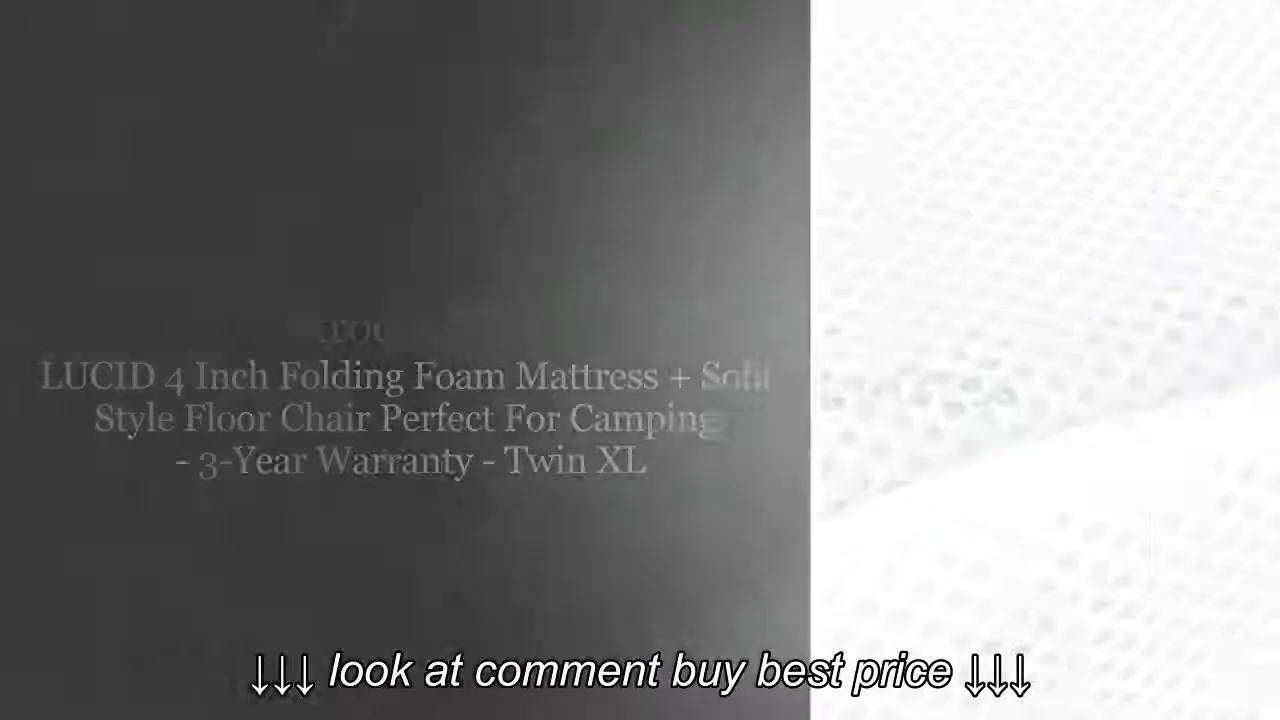 LUCID 4 Inch Folding Foam Mattress +
Style Floor Chair Perfect For Camping
- 3-Year Warranty - Twin XL
↓↓↓ look at comment buy best price ↓↓↓